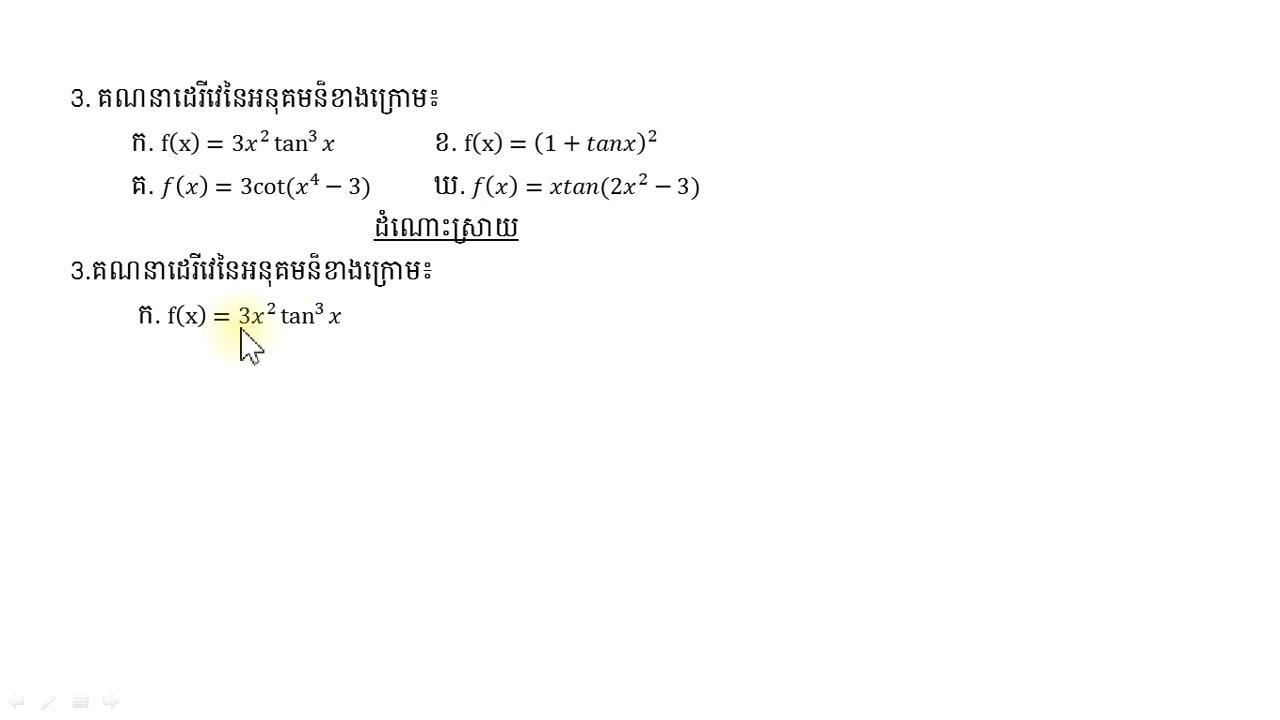 3. គណនាដេរីវេនៃអនុគមន៏ខាងក្រោម៖
ក. f(x) = 3x² tan³ x ខ. f(x) = (1 + tanx)²
គ. f(x) = 3cot(x⁴ − 3) ឃ. f(x) = xtan(2x² − 3)
ដំណោះស្រាយ
3.គណនាដេរីវេនៃអនុគមន៏ខាងក្រោម៖
ក. f(x) = 3x² tan³ x